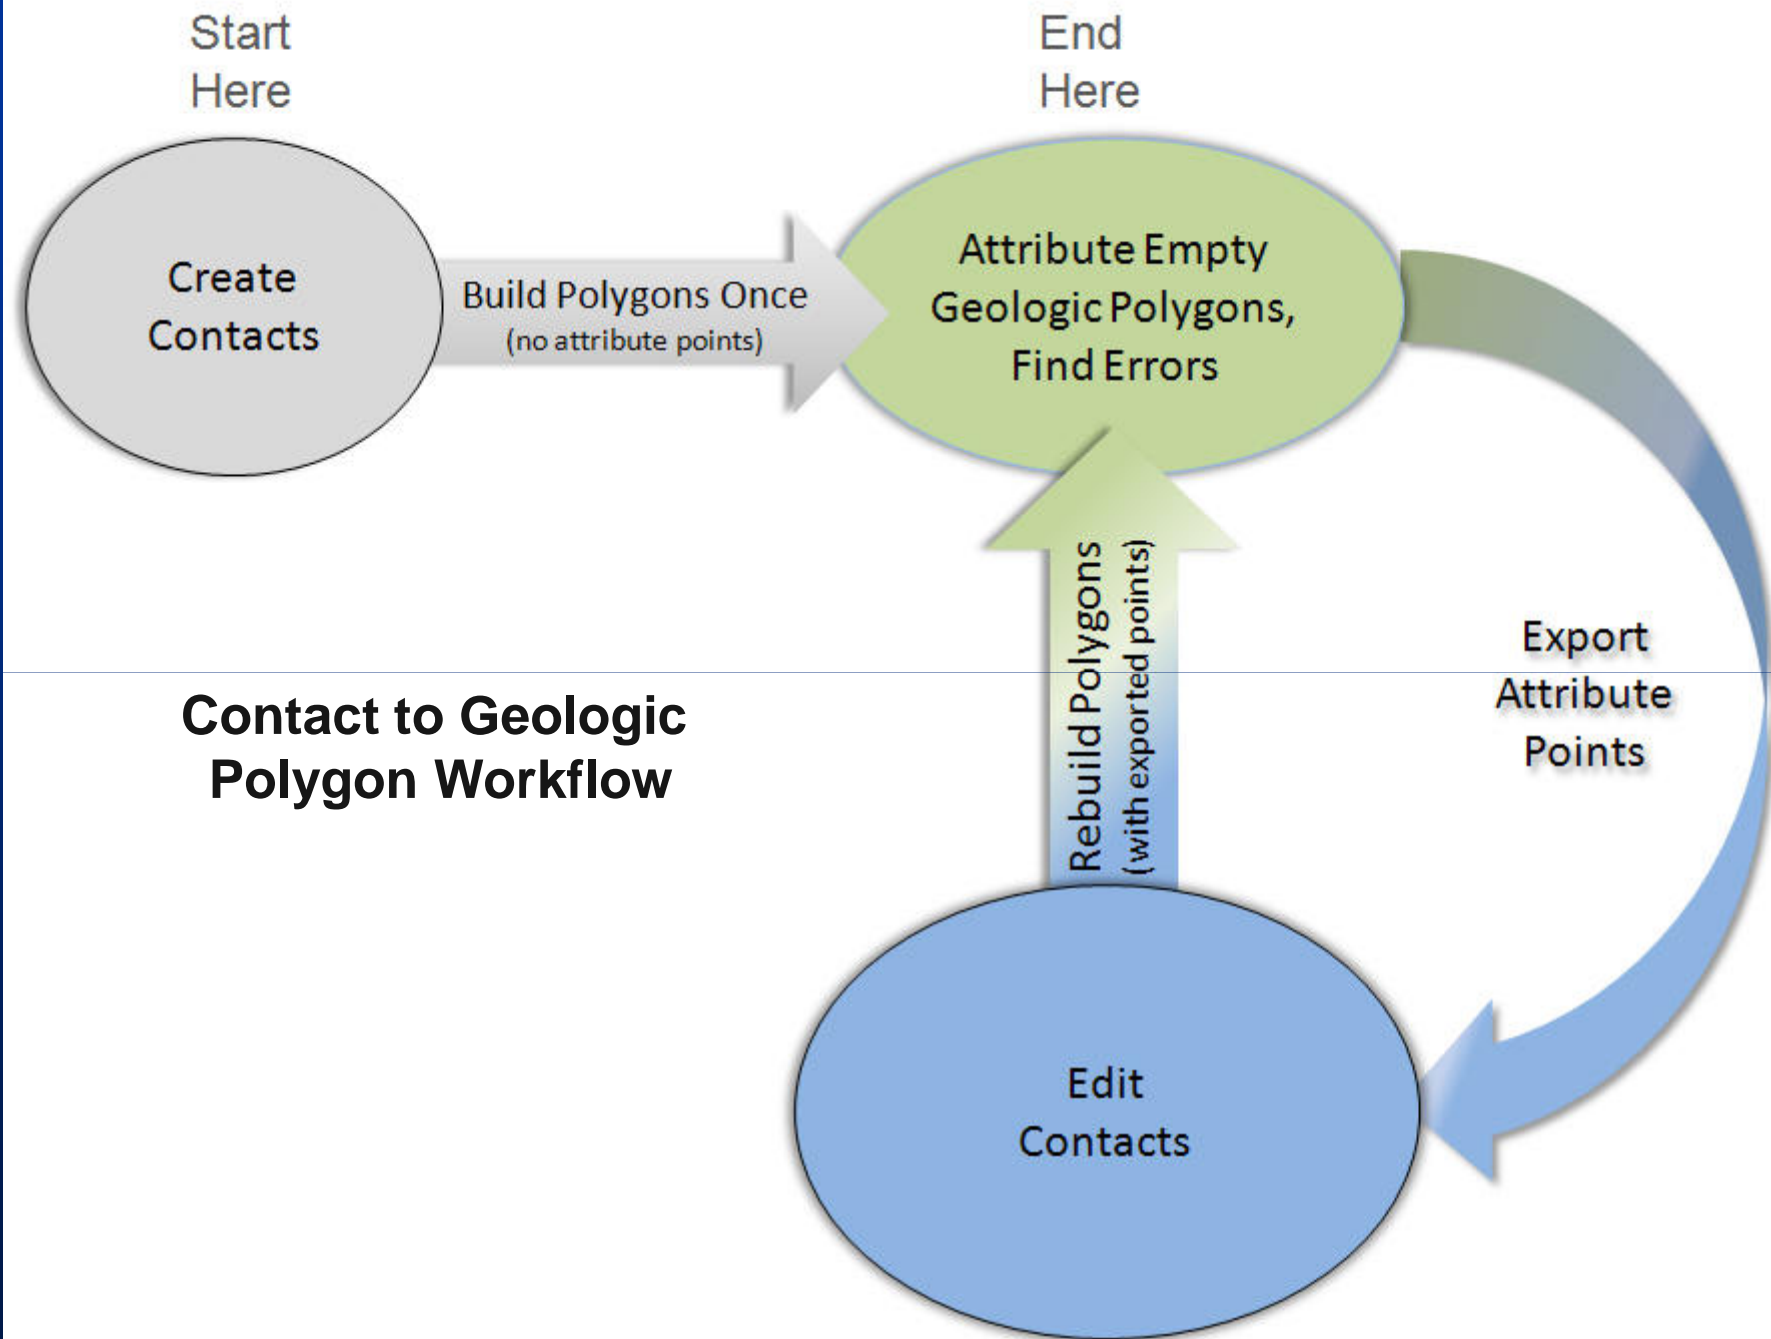 Start
Here
End
Here
Create
Contacts
Build Polygons Once
(no attribute points)
Attribute Empty
Geologic Polygons,
Find Errors
Rebuild Polygons
(with exported points)
Export
Attribute
Points
Contact to Geologic
Polygon Workflow
Edit
Contacts